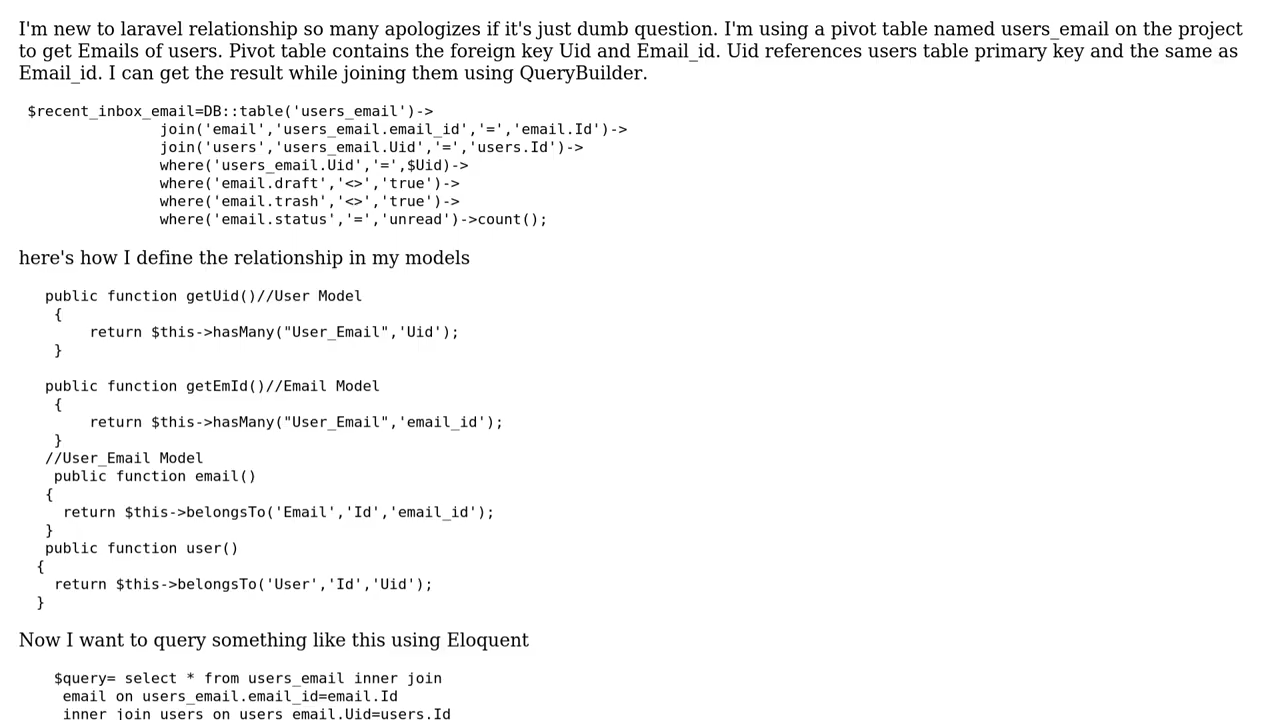 I'm new to laravel relationship so many apologizes if it's just dumb question. I'm using a pivot table named users_email on the project
to get Emails of users. Pivot table contains the foreign key Uid and Email_id. Uid references users table primary key and the same as
Email_id. I can get the result while joining them using QueryBuilder.
$recent_inbox_email=DB::table('users_email')->
join('email','users_email.email_id','=','email.Id')->
join('users','users_email.Uid','=','users.Id')->
where('users_email.Uid','=',$Uid)->
where('email.draft','<>','true')->
where('email.trash','<>','true')->
where('email.status','=','unread')->count();
here's how I define the relationship in my models
public function getUid()//User Model
{
return $this->hasMany("User_Email",'Uid');
}
public function getEmId()//Email Model
{
return $this->hasMany("User_Email",'email_id');
}
//User_Email Model
public function email()
{
return $this->belongsTo('Email','Id','email_id');
}
public function user()
{
return $this->belongsTo('User','Id','Uid');
}
Now I want to query something like this using Eloquent
$query= select * from users_email inner join
email on users_email.email_id=email.Id
inner join users on users_email.Uid=users.Id